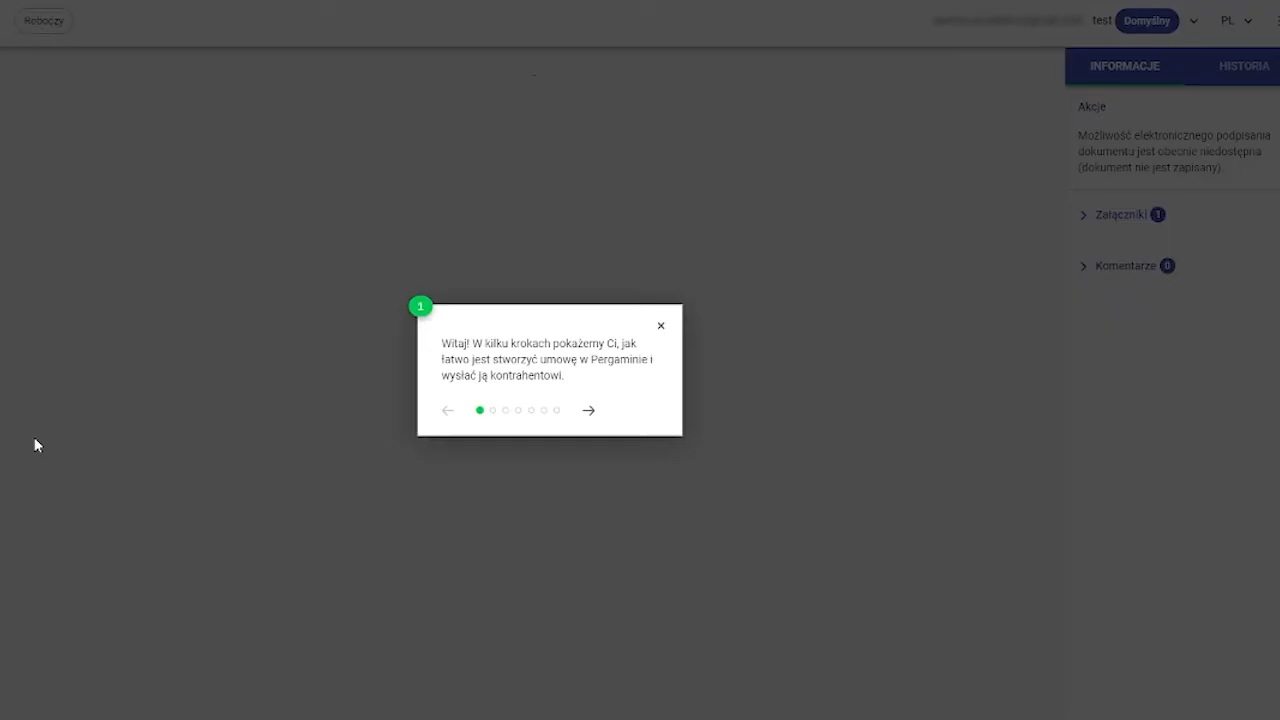 Roboczy
test Domyślny PL
INFORMACJE HISTORIA
Akcje
Możliwość elektronicznego podpisania
dokumentu jest obecnie niedostępna
(dokument nie jest zapisany)
Załączniki 1
Komentarze 0
1
Witaj! W kilku krokach pokażemy Ci, jak
łatwo jest stworzyć umowę w Pergaminie i
wysłać ją kontrahentowi.